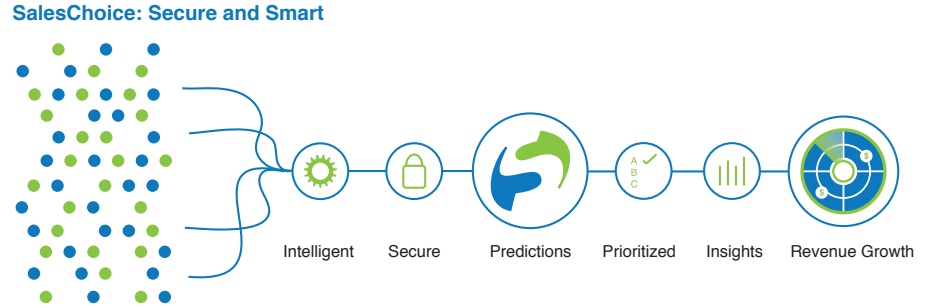 SalesChoice: Secure and Smart
A
B
C
$
$
Intelligent Secure Predictions Prioritized Insights Revenue Growth